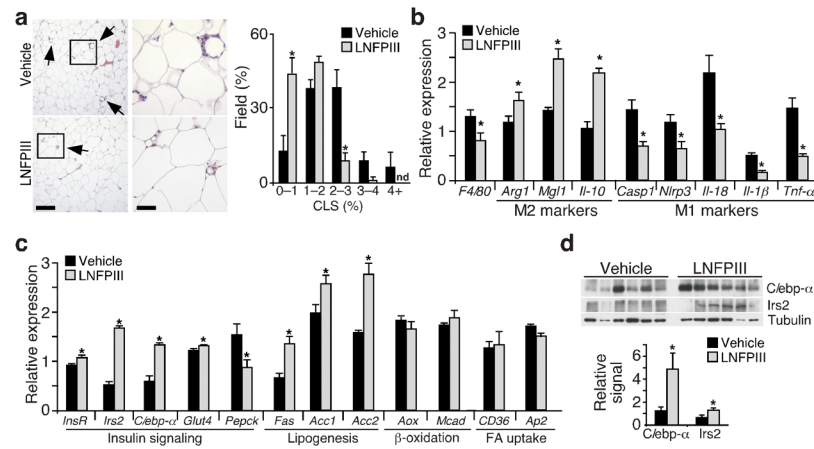 a
Vehicle
LNFPIII
Field (%)
60
30
0
Vehicle
LNFPIII
*
*
*
nd
0–1 1–2 2–3 3–4 4+
CLS (%)
b
Relative expression
3
2
1
0
Vehicle
LNFPIII
* * * * * * * * *
F4/80 Arg1 Mgl1 Il-10 Casp1 Nlrp3 Il-18 Il-1β Tnf-α
M2 markers M1 markers
c
Relative expression
3
2
1
0
Vehicle
LNFPIII
* * * * * * * *
InsR Irs2 C/ebp-α Glut4 Pepck Fas Acc1 Acc2 Aox Mcad CD36 Ap2
Insulin signaling Lipogenesis β-oxidation FA uptake
d
Vehicle LNFPIII
C/ebp-α
Irs2
Tubulin
Relative
signal
6
4
2
0
Vehicle
LNFPIII
* *
C/ebp-α Irs2